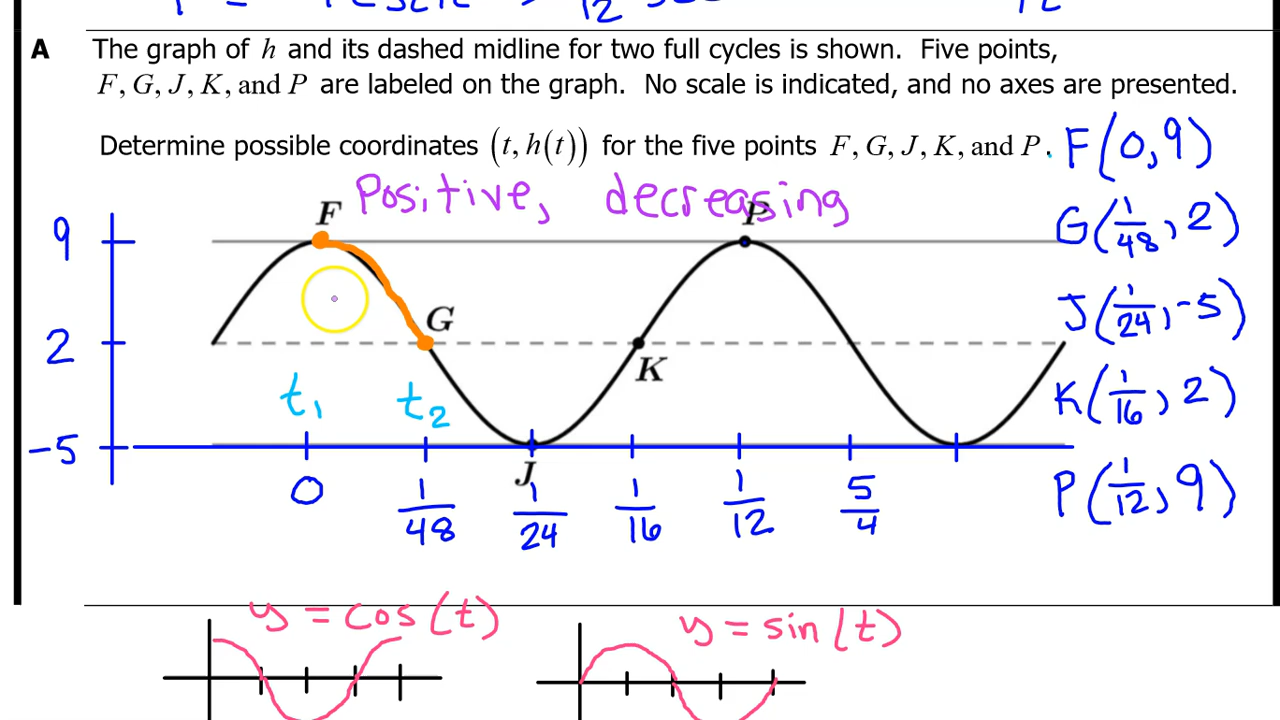 A The graph of h and its dashed midline for two full cycles is shown. Five points,
F, G, J, K, and P are labeled on the graph. No scale is indicated, and no axes are presented.
Determine possible coordinates (t, h(t)) for the five points F, G, J, K, and P.
F(0,9)
Positive, decreasing
F
P
9
G(1/48, 2)
G
J(1/24, -5)
2
K
t₁ t₂
K(1/16, 2)
-5
J
0 1/48 1/24 1/16 1/12 5/4
P(1/12, 9)
y = cos(t)
y = sin(t)